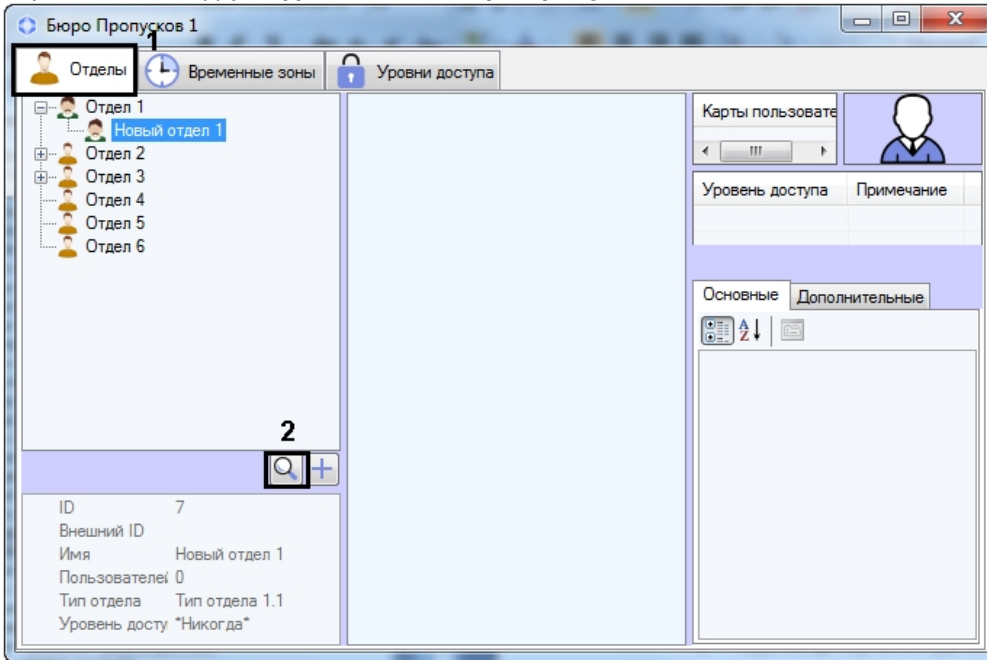 Бюро Пропусков 1
1
Отделы
Временные зоны
Уровни доступа
Отдел 1
Новый отдел 1
Отдел 2
Отдел 3
Отдел 4
Отдел 5
Отдел 6
2
ID 7
Внешний ID
Имя Новый отдел 1
Пользователей 0
Тип отдела Тип отдела 1.1
Уровень досту *Никогда*
Карты пользовате
Уровень доступа Примечание
Основные Дополнительные
A
Z